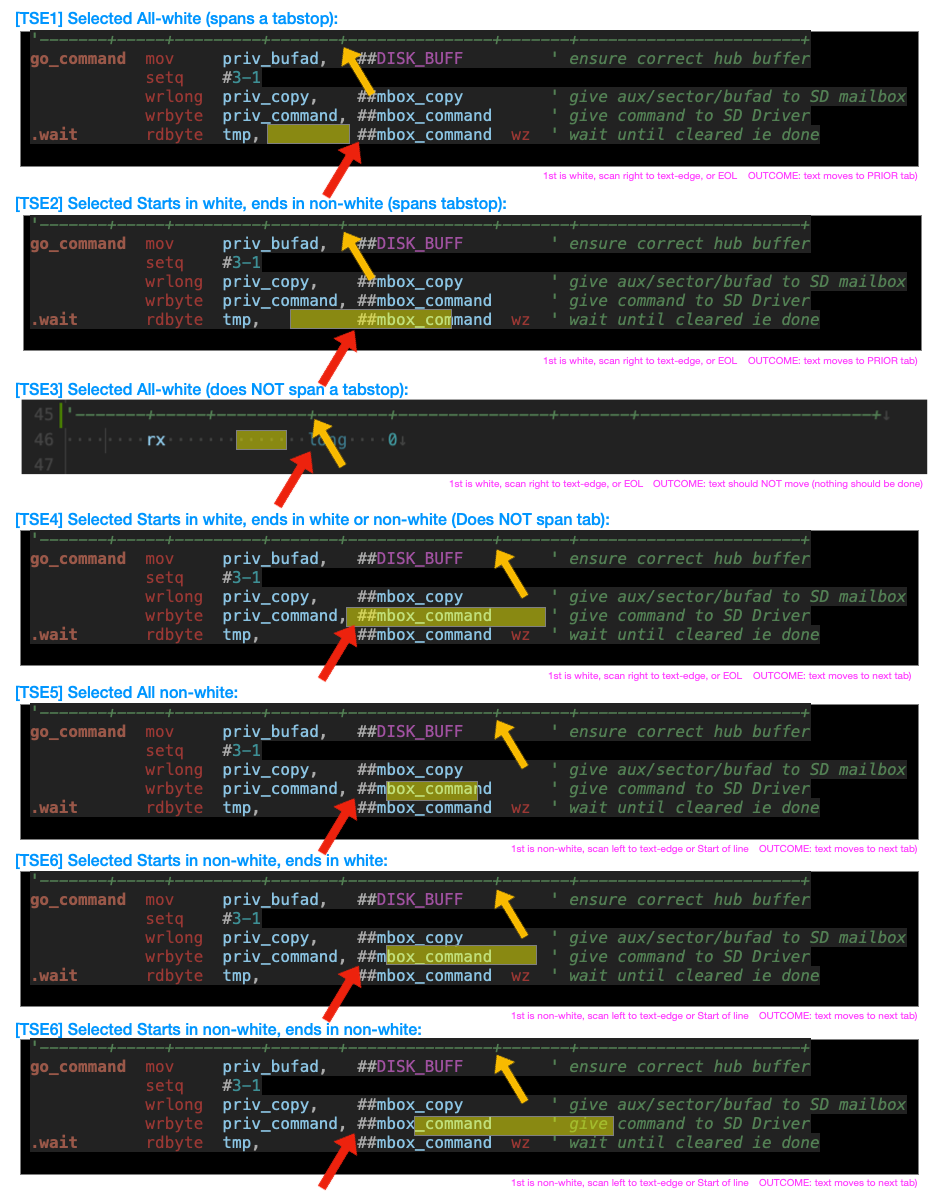 [TSE1] Selected All-white (spans a tabstop):
'--------+-----+---------+-------+---------------+-------+-----------------------+
go_command  mov     priv_bufad,   ##DISK_BUFF         ' ensure correct hub buffer
            setq    #3-1
            wrlong  priv_copy,    ##mbox_copy         ' give aux/sector/bufad to SD mailbox
            wrbyte  priv_command, ##mbox_command      ' give command to SD Driver
.wait       rdbyte  tmp,          ##mbox_command  wz  ' wait until cleared ie done
1st is white, scan right to text-edge, or EOL    OUTCOME: text moves to PRIOR tab)
[TSE2] Selected Starts in white, ends in non-white (spans tabstop):
'--------+-----+---------+-------+---------------+-------+-----------------------+
go_command  mov     priv_bufad,   ##DISK_BUFF         ' ensure correct hub buffer
            setq    #3-1
            wrlong  priv_copy,    ##mbox_copy         ' give aux/sector/bufad to SD mailbox
            wrbyte  priv_command, ##mbox_command      ' give command to SD Driver
.wait       rdbyte  tmp,          ##mbox_command  wz  ' wait until cleared ie done
1st is white, scan right to text-edge, or EOL    OUTCOME: text moves to PRIOR tab)
[TSE3] Selected All-white (does NOT span a tabstop):
45 '-------+-----+---------+-------+---------------+-------+-----------------------+↓
46 ········rx··············long····0↓
47
1st is white, scan right to text-edge, or EOL    OUTCOME: text should NOT move (nothing should be done)
[TSE4] Selected Starts in white, ends in white or non-white (Does NOT span tab):
'--------+-----+---------+-------+---------------+-------+-----------------------+
go_command  mov     priv_bufad,   ##DISK_BUFF         ' ensure correct hub buffer
            setq    #3-1
            wrlong  priv_copy,    ##mbox_copy         ' give aux/sector/bufad to SD mailbox
            wrbyte  priv_command, ##mbox_command      ' give command to SD Driver
.wait       rdbyte  tmp,          ##mbox_command  wz  ' wait until cleared ie done
1st is white, scan right to text-edge, or EOL    OUTCOME: text moves to next tab)
[TSE5] Selected All non-white:
'--------+-----+---------+-------+---------------+-------+-----------------------+
go_command  mov     priv_bufad,   ##DISK_BUFF         ' ensure correct hub buffer
            setq    #3-1
            wrlong  priv_copy,    ##mbox_copy         ' give aux/sector/bufad to SD mailbox
            wrbyte  priv_command, ##mbox_command      ' give command to SD Driver
.wait       rdbyte  tmp,          ##mbox_command  wz  ' wait until cleared ie done
1st is non-white, scan left to text-edge or Start of line    OUTCOME: text moves to next tab)
[TSE6] Selected Starts in non-white, ends in white:
'--------+-----+---------+-------+---------------+-------+-----------------------+
go_command  mov     priv_bufad,   ##DISK_BUFF         ' ensure correct hub buffer
            setq    #3-1
            wrlong  priv_copy,    ##mbox_copy         ' give aux/sector/bufad to SD mailbox
            wrbyte  priv_command, ##mbox_command      ' give command to SD Driver
.wait       rdbyte  tmp,          ##mbox_command  wz  ' wait until cleared ie done
1st is non-white, scan left to text-edge or Start of line    OUTCOME: text moves to next tab)
[TSE6] Selected Starts in non-white, ends in non-white:
'--------+-----+---------+-------+---------------+-------+-----------------------+
go_command  mov     priv_bufad,   ##DISK_BUFF         ' ensure correct hub buffer
            setq    #3-1
            wrlong  priv_copy,    ##mbox_copy         ' give aux/sector/bufad to SD mailbox
            wrbyte  priv_command, ##mbox_command      ' give command to SD Driver
.wait       rdbyte  tmp,          ##mbox_command  wz  ' wait until cleared ie done
1st is non-white, scan left to text-edge or Start of line    OUTCOME: text moves to next tab)